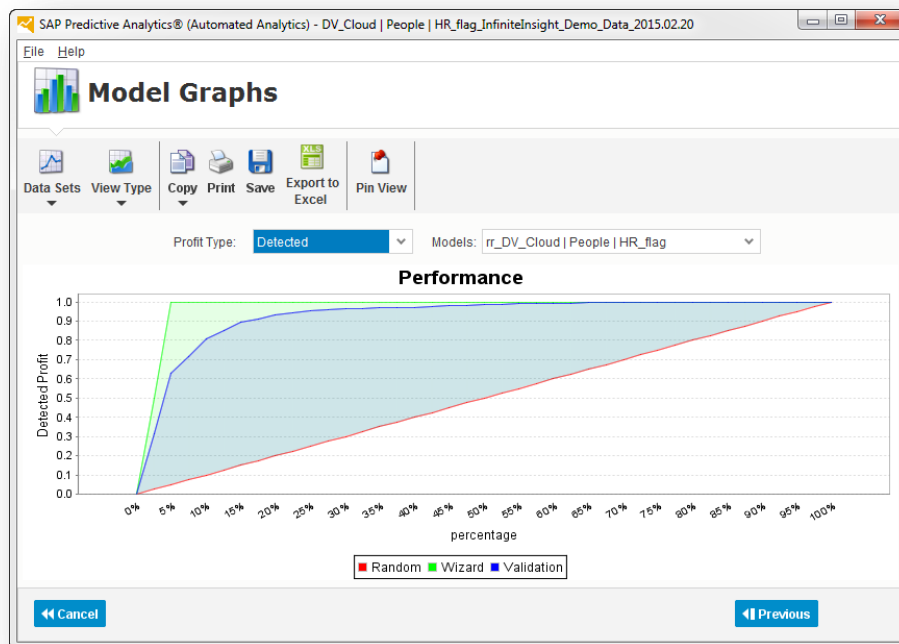 SAP Predictive Analytics® (Automated Analytics) - DV_Cloud | People | HR_flag_InfiniteInsight_Demo_Data_2015.02.20
File Help
Model Graphs
Data Sets View Type Copy Print Save XLS Export to Excel Pin View
Profit Type: Detected Models: rr_DV_Cloud | People | HR_flag
Performance
1.0
0.9
0.8
0.7
0.6
0.5
0.4
0.3
0.2
0.1
0.0
Detected Profit
0% 5% 10% 15% 20% 25% 30% 35% 40% 45% 50% 55% 60% 65% 70% 75% 80% 85% 90% 95% 100%
percentage
Random Wizard Validation
Cancel Previous